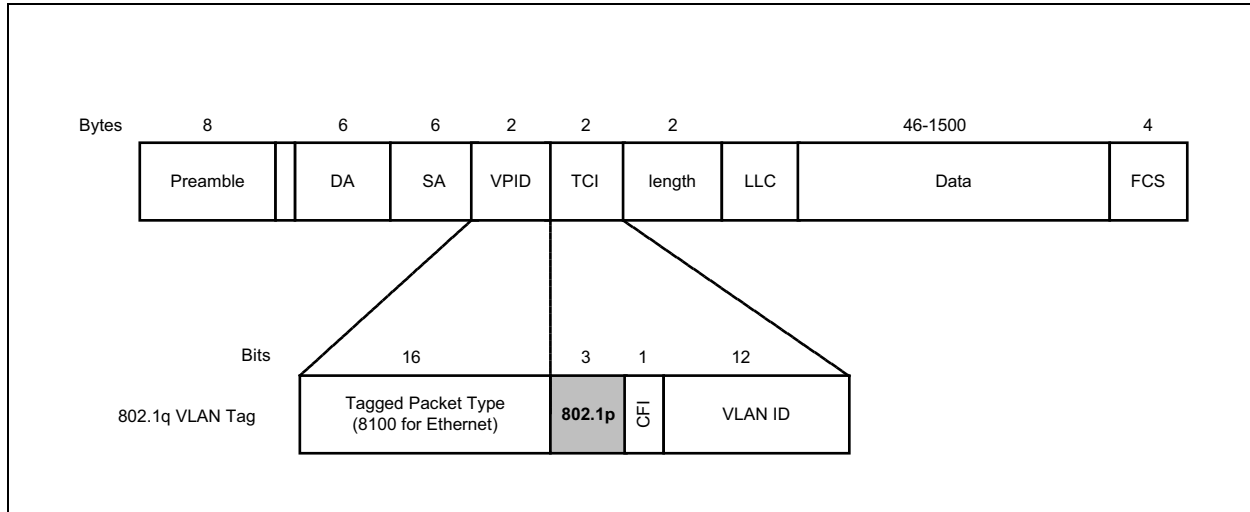 Bytes 8 6 6 2 2 2 46-1500 4
Preamble DA SA VPID TCI length LLC Data FCS
Bits 16 3 1 12
802.1q VLAN Tag
Tagged Packet Type
(8100 for Ethernet)
802.1p
CFI
VLAN ID